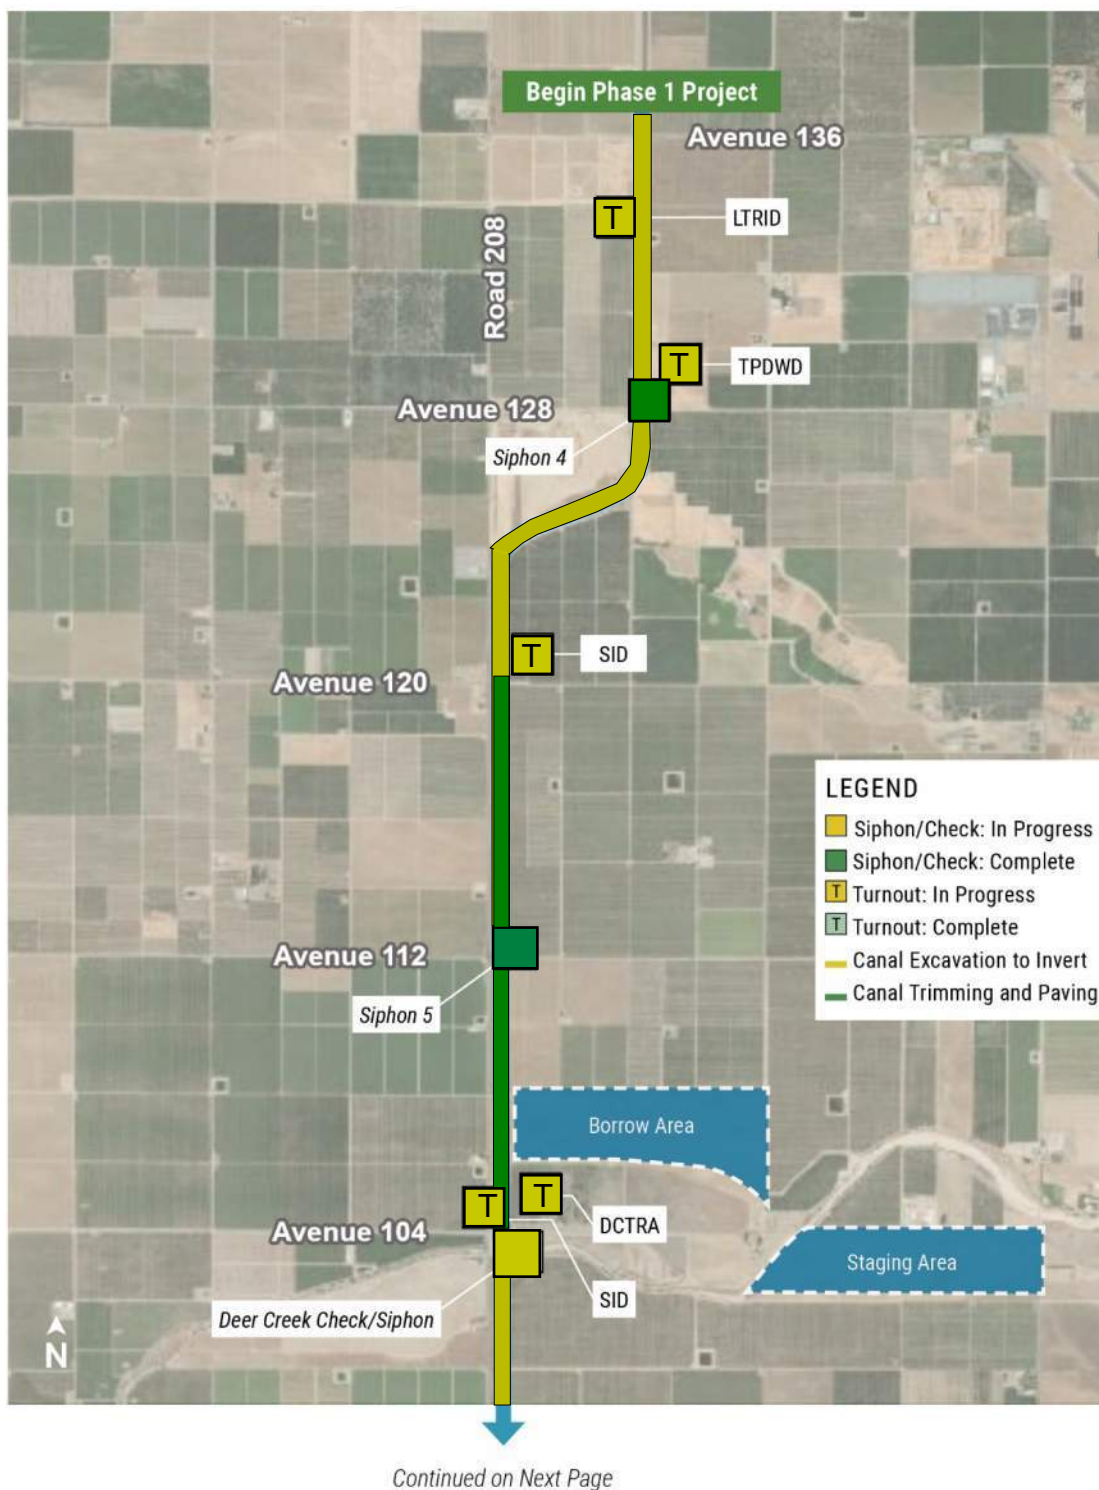 Begin Phase 1 Project
Avenue 136
T
LTRID
Road 208
T
TPDWD
Avenue 128
Siphon 4
T
SID
Avenue 120
LEGEND
Siphon/Check: In Progress
Siphon/Check: Complete
T Turnout: In Progress
T Turnout: Complete
Canal Excavation to Invert
Canal Trimming and Paving
Avenue 112
Siphon 5
Borrow Area
T
T
DCTRA
Avenue 104
Staging Area
SID
Deer Creek Check/Siphon
N
Continued on Next Page